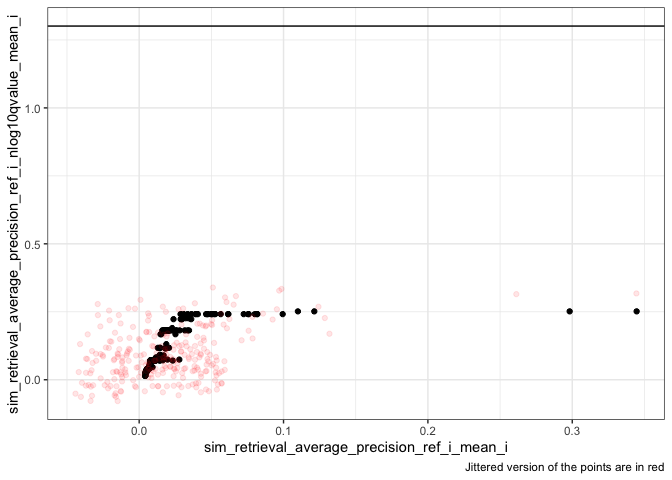 sim_retrieval_average_precision_ref_i_nlog10qvalue_mean_i
1.0
0.5
0.0
0.0
0.1
0.2
0.3
sim_retrieval_average_precision_ref_i_mean_i
Jittered version of the points are in red